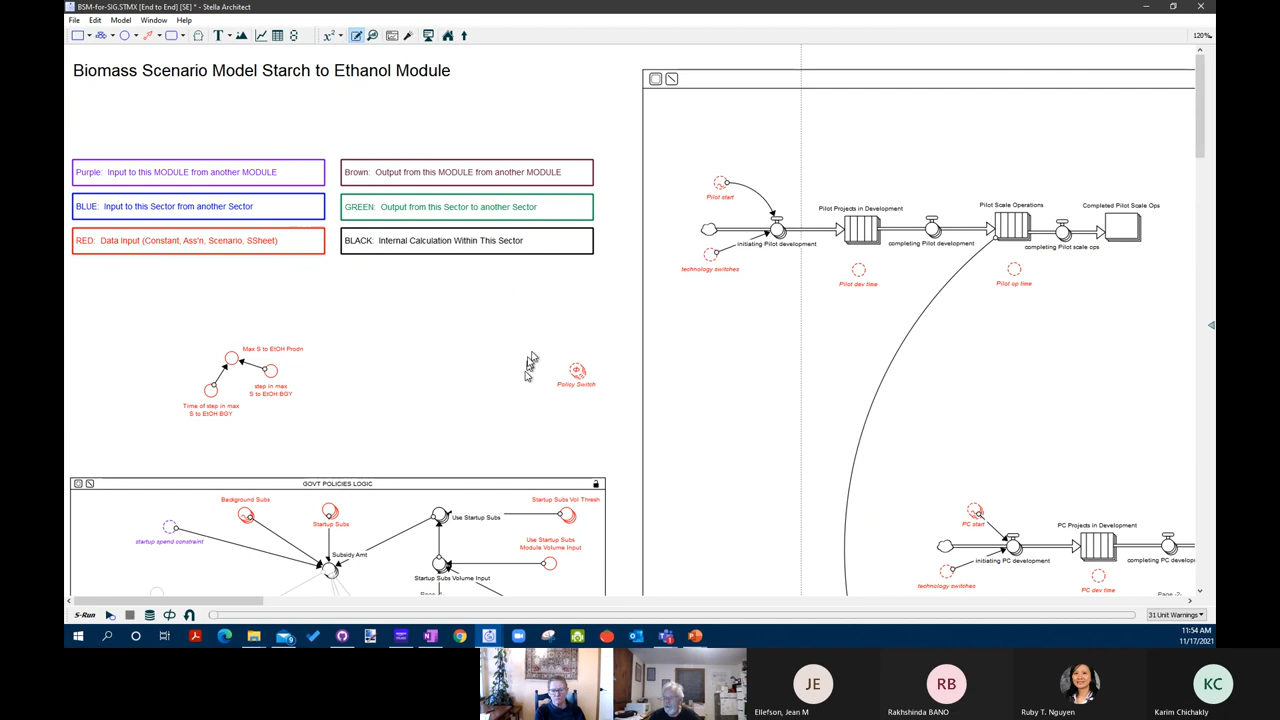 BSM-for-SIG.STMX [End to End] [SE] * - Stella Architect
File Edit Model Window Help
120%
Biomass Scenario Model Starch to Ethanol Module
Purple: Input to this MODULE from another MODULE
Brown: Output from this MODULE from another MODULE
BLUE: Input to this Sector from another Sector
GREEN: Output from this Sector to another Sector
RED: Data Input (Constant, Ass'n, Scenario, SSheet)
BLACK: Internal Calculation Within This Sector
Max S to EtOH Prodn
step in max
S to EtOH BGY
Time of step in max
S to EtOH BGY
Policy Switch
Pilot start
technology switches
initiating Pilot development
Pilot Projects in Development
completing Pilot development
Pilot Scale Operations
completing Pilot scale ops
Completed Pilot Scale Ops
Pilot dev time
Pilot op time
GOVT POLICIES LOGIC
Background Subs
Startup Subs
Startup Subs Vol Thresh
Use Startup Subs
startup spend constraint
Use Startup Subs
Module Volume Input
Subsidy Amt
Startup Subs Volume Input
PC start
PC Projects in Development
initiating PC development
completing PC develop
technology switches
PC dev time
Page -2-
S-Run
31 Unit Warnings
11:54 AM
11/17/2021
JE
RB
KC
Ellefson, Jean M
Rakhshinda BANO
Ruby T. Nguyen
Karim Chichakly